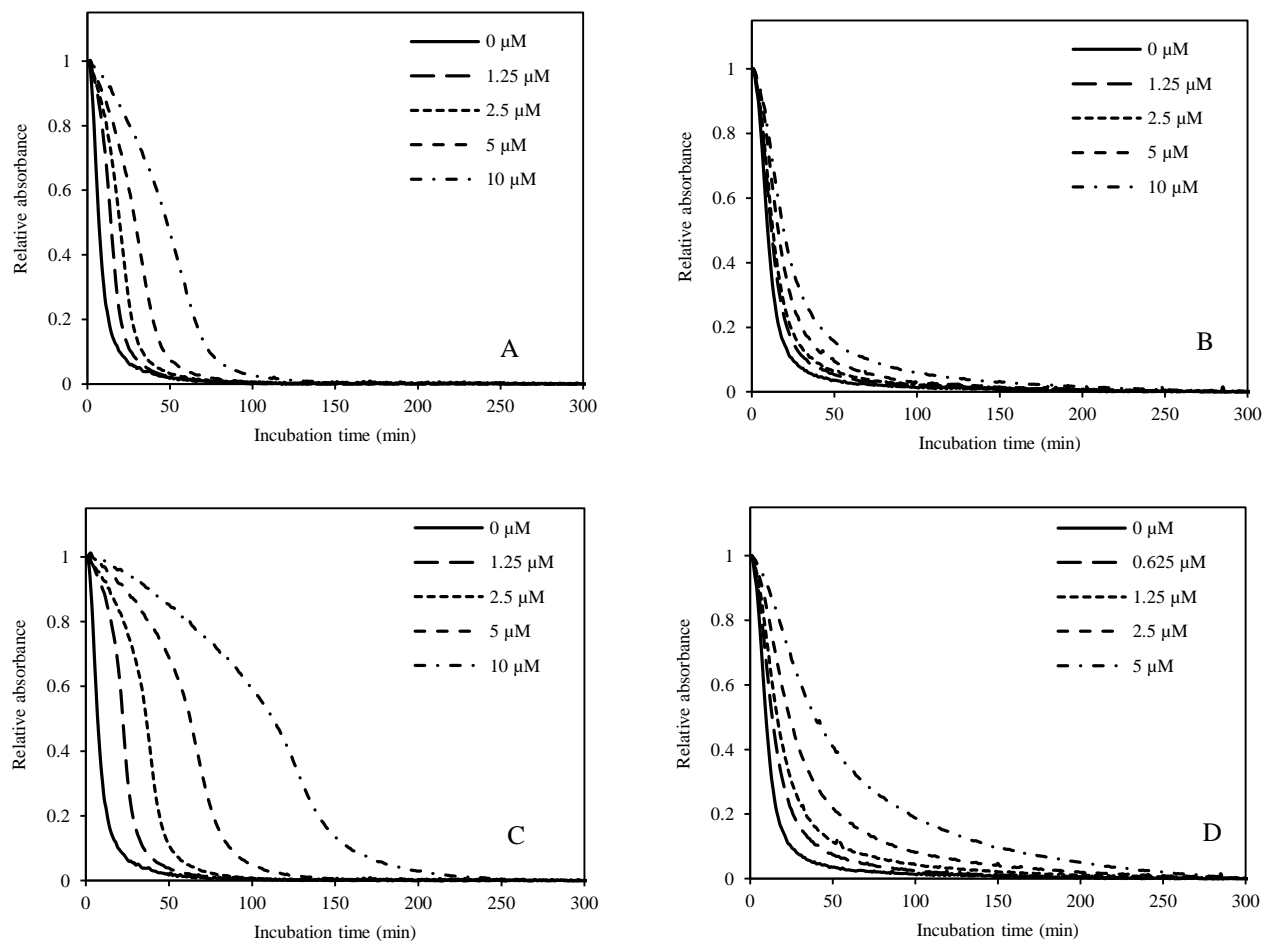 Relative absorbance
1
0.8
0.6
0.4
0.2
0
0 µM
1.25 µM
2.5 µM
5 µM
10 µM
A
0 50 100 150 200 250 300
Incubation time (min)
Relative absorbance
1
0.8
0.6
0.4
0.2
0
0 µM
1.25 µM
2.5 µM
5 µM
10 µM
B
0 50 100 150 200 250 300
Incubation time (min)
Relative absorbance
1
0.8
0.6
0.4
0.2
0
0 µM
1.25 µM
2.5 µM
5 µM
10 µM
C
0 50 100 150 200 250 300
Incubation time (min)
Relative absorbance
1
0.8
0.6
0.4
0.2
0
0 µM
0.625 µM
1.25 µM
2.5 µM
5 µM
D
0 50 100 150 200 250 300
Incubation time (min)